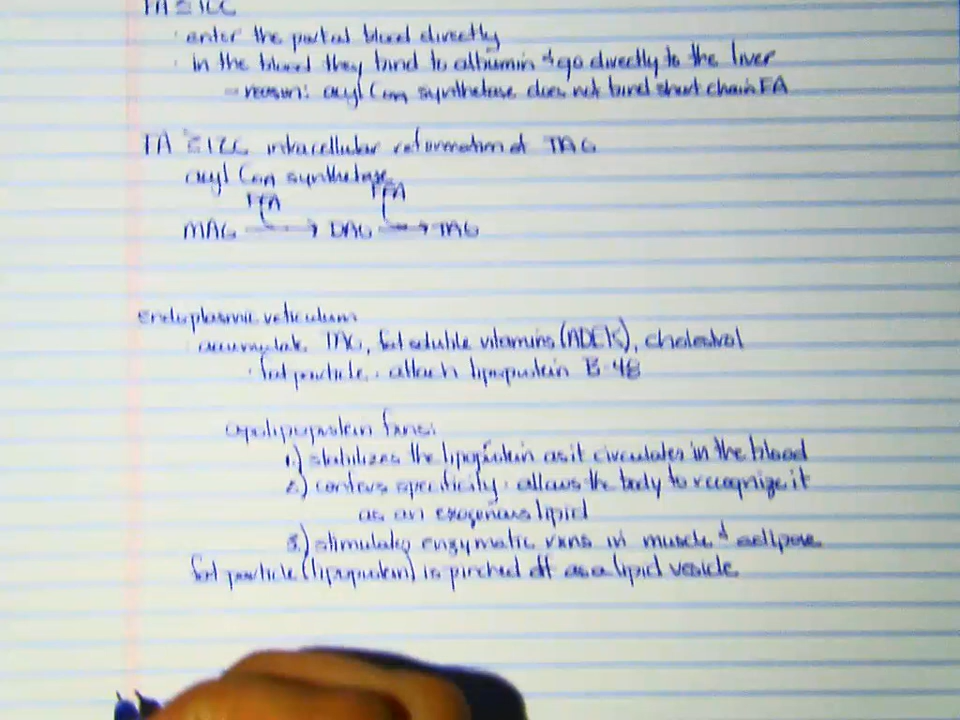 FA ≤12C
· enter the portal blood directly
· in the blood they bind to albumin & go directly to the liver
- reason: acyl CoA synthetase does not bind short chain FA
FA ≥12C intracellular reformation of TAG
acyl CoA synthetase
FFA FFA
MAG → DAG → TAG
endoplasmic reticulum
accumulate TAG, fat soluble vitamins (ADEK), cholestrol
· fat particle · attach lipoprotein B-48
apolipoprotein fxns:
1.) stabilizes the lipoprotein as it circulates in the blood
2.) confers specificity · allows the body to recognize it
as an exogenous lipid
3.) stimulates enzymatic rxns in muscle &
fat particle (lipoprotein) is pinched off as a lipid vesicle